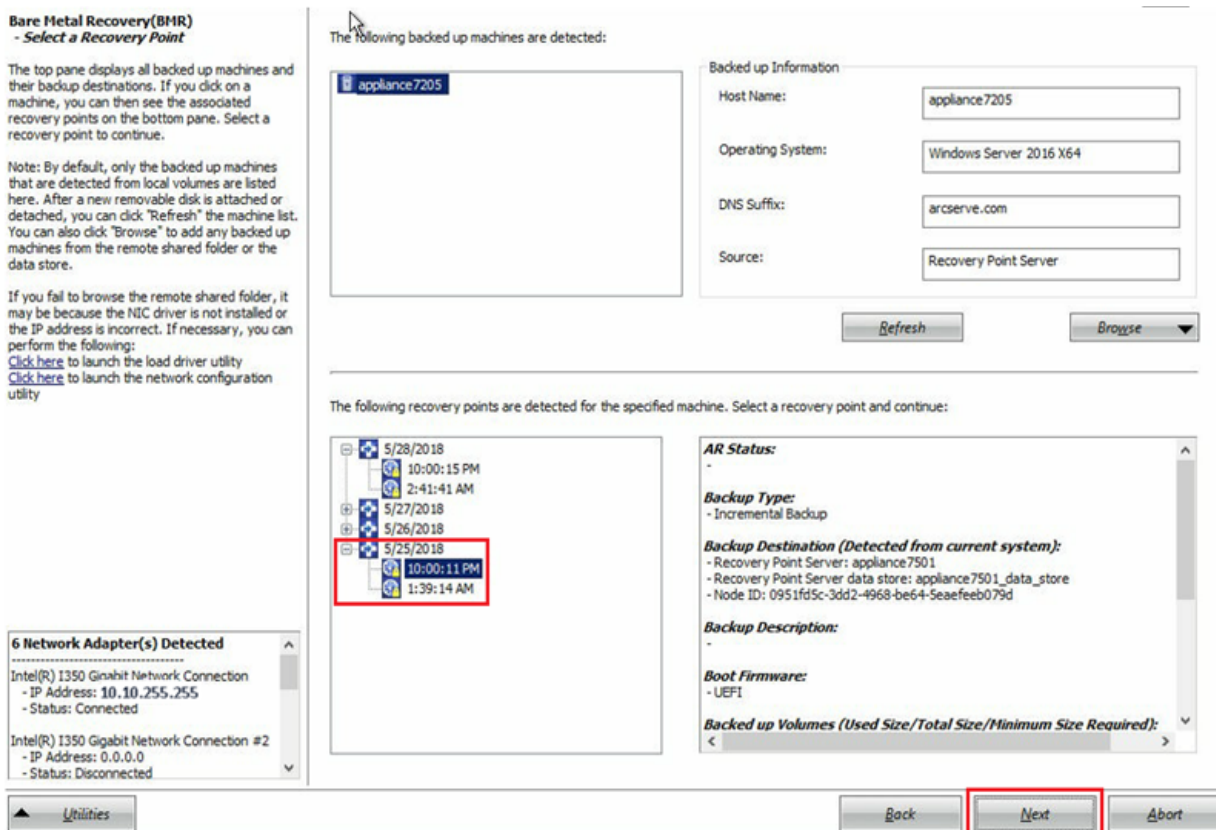 Bare Metal Recovery(BMR)
- Select a Recovery Point
The top pane displays all backed up machines and
their backup destinations. If you click on a
machine, you can then see the associated
recovery points on the bottom pane. Select a
recovery point to continue.
Note: By default, only the backed up machines
that are detected from local volumes are listed
here. After a new removable disk is attached or
detached, you can click "Refresh" the machine list.
You can also click "Browse" to add any backed up
machines from the remote shared folder or the
data store.
If you fail to browse the remote shared folder, it
may be because the NIC driver is not installed or
the IP address is incorrect. If necessary, you can
perform the following:
Click here to launch the load driver utility
Click here to launch the network configuration
utility
6 Network Adapter(s) Detected
-----------------------------------
Intel(R) I350 Gigabit Network Connection
- IP Address: 10.10.255.255
- Status: Connected
Intel(R) I350 Gigabit Network Connection #2
- IP Address: 0.0.0.0
- Status: Disconnected
The following backed up machines are detected:
appliance7205
Backed up Information
Host Name:
appliance7205
Operating System:
Windows Server 2016 X64
DNS Suffix:
arcserve.com
Source:
Recovery Point Server
Refresh
Browse
The following recovery points are detected for the specified machine. Select a recovery point and continue:
5/28/2018
10:00:15 PM
2:41:41 AM
5/27/2018
5/26/2018
5/25/2018
10:00:11 PM
1:39:14 AM
AR Status:
-
Backup Type:
- Incremental Backup
Backup Destination (Detected from current system):
- Recovery Point Server: appliance7501
- Recovery Point Server data store: appliance7501_data_store
- Node ID: 0951fd5c-3dd2-4968-be64-5eaefeeb079d
Backup Description:
-
Boot Firmware:
- UEFI
Backed up Volumes (Used Size/Total Size/Minimum Size Required):
Utilities
Back
Next
Abort